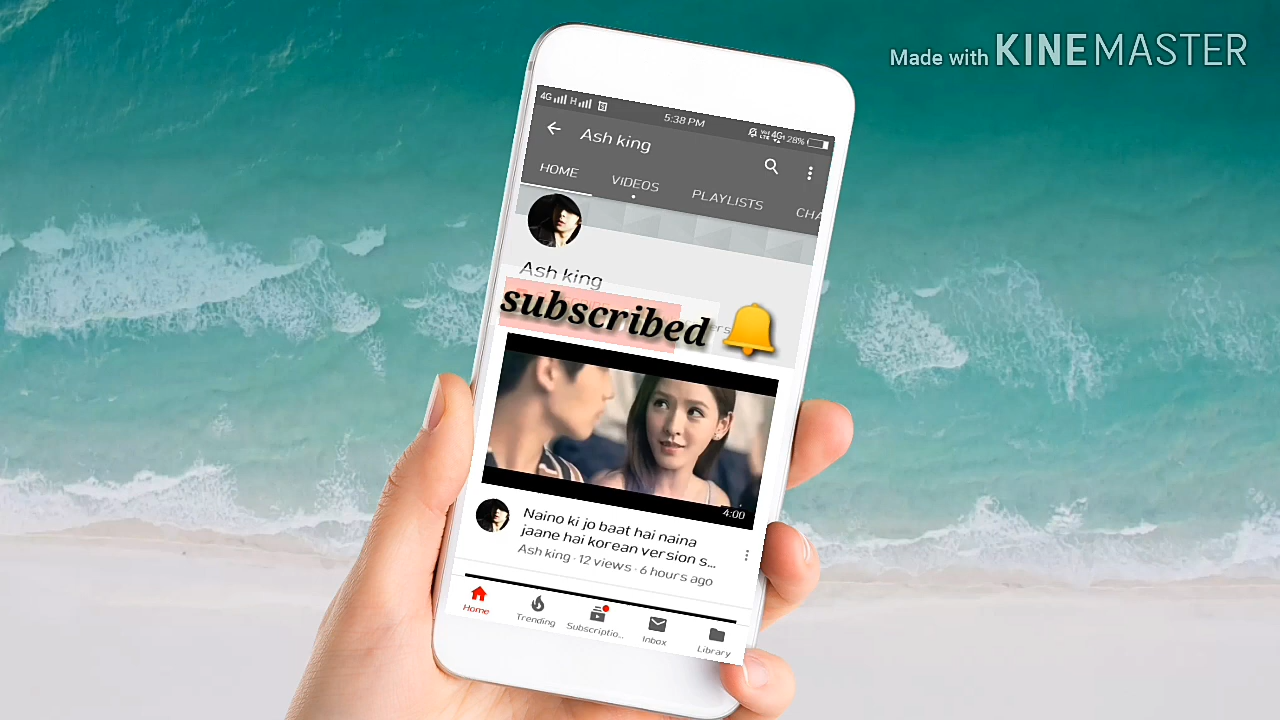 Made with KINEMASTER
4G H
5:38 PM
4G 28%
Ash king
HOME VIDEOS PLAYLISTS CHA
Ash king
subscribed
4:00
Naino ki jo baat hai naina
jaane hai korean version s...
Ash king · 12 views · 6 hours ago
Home Trending Subscriptio... Inbox Library